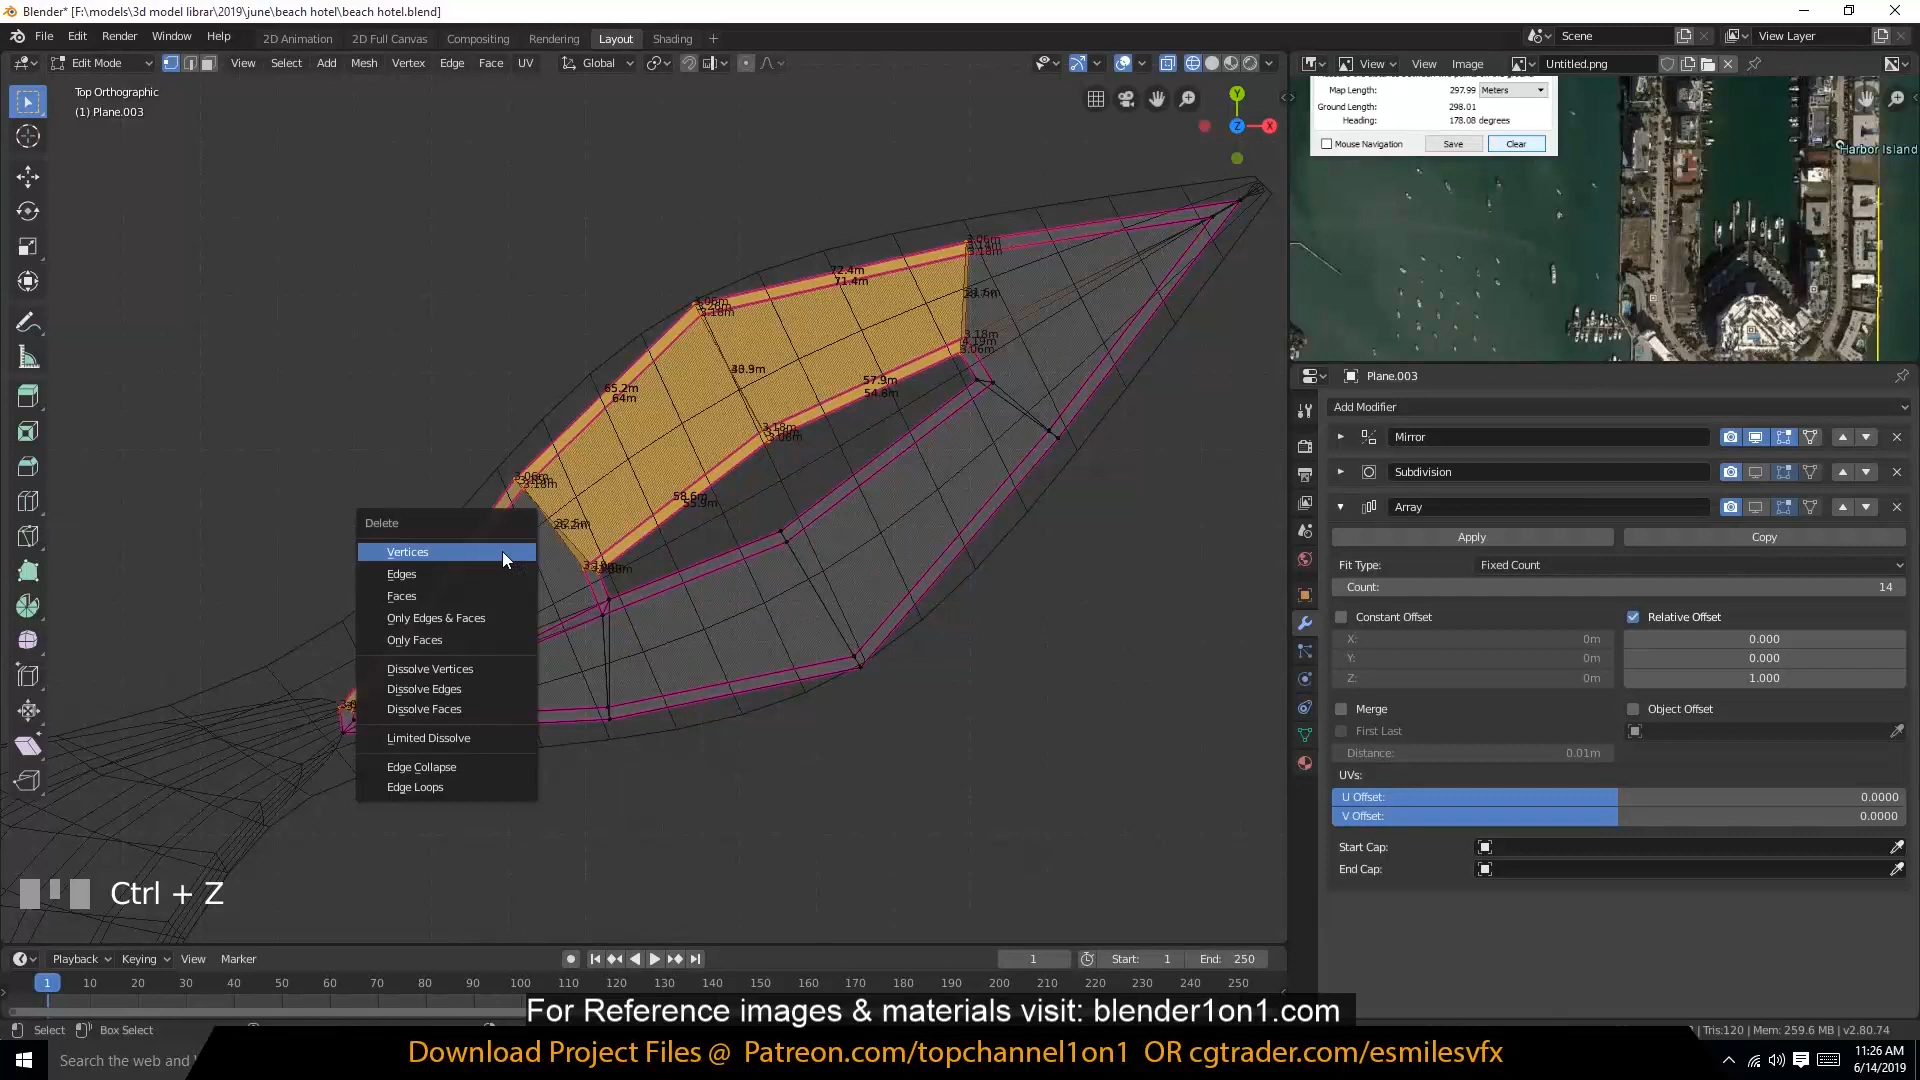 Blender* [F:\models\3d model librar\2019\june\beach hotel\beach hotel.blend]
File Edit Render Window Help 2D Animation 2D Full Canvas Compositing Rendering Layout Shading + Scene View Layer
Edit Mode View Select Add Mesh Vertex Edge Face UV Global View View Image Untitled.png
Top Orthographic
(1) Plane.003
Map Length: 297.99 Meters
Ground Length: 298.01
Heading: 178.08 degrees
Mouse Navigation Save Clear
Harbor Island
Y
Z X
72.4m
71.4m
65.2m
64m
57.9m
54.8m
58.6m
3.18m
3.06m
Delete
Vertices
Edges
Faces
Only Edges & Faces
Only Faces
Dissolve Vertices
Dissolve Edges
Dissolve Faces
Limited Dissolve
Edge Collapse
Edge Loops
Plane.003
Add Modifier
Mirror
Subdivision
Array
Apply Copy
Fit Type: Fixed Count
Count: 14
Constant Offset Relative Offset
X: 0m 0.000
Y: 0m 0.000
Z: 0m 1.000
Merge Object Offset
First Last
Distance: 0.01m
UVs:
U Offset: 0.0000
V Offset: 0.0000
Start Cap:
End Cap:
Ctrl + Z
Playback Keying View Marker 1 Start: 1 End: 250
1 10 20 30 40 50 60 70 80 90 100 110 120 130 140 150 160 170 180 190 200 210 220 230 240 250
For Reference images & materials visit: blender1on1.com
Select Box Select Tris:120 | Mem: 259.6 MB | v2.80.74
Search the web and
Download Project Files @ Patreon.com/topchannel1on1 OR cgtrader.com/esmilesvfx
11:26 AM
6/14/2019